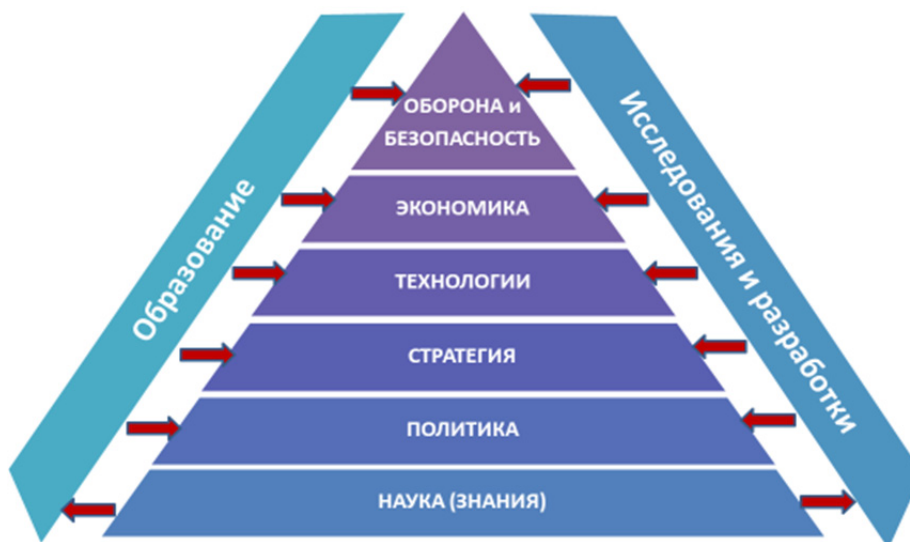 Образование
ОБОРОНА и
БЕЗОПАСНОСТЬ
ЭКОНОМИКА
ТЕХНОЛОГИИ
СТРАТЕГИЯ
ПОЛИТИКА
НАУКА (ЗНАНИЯ)
Исследования и разработки